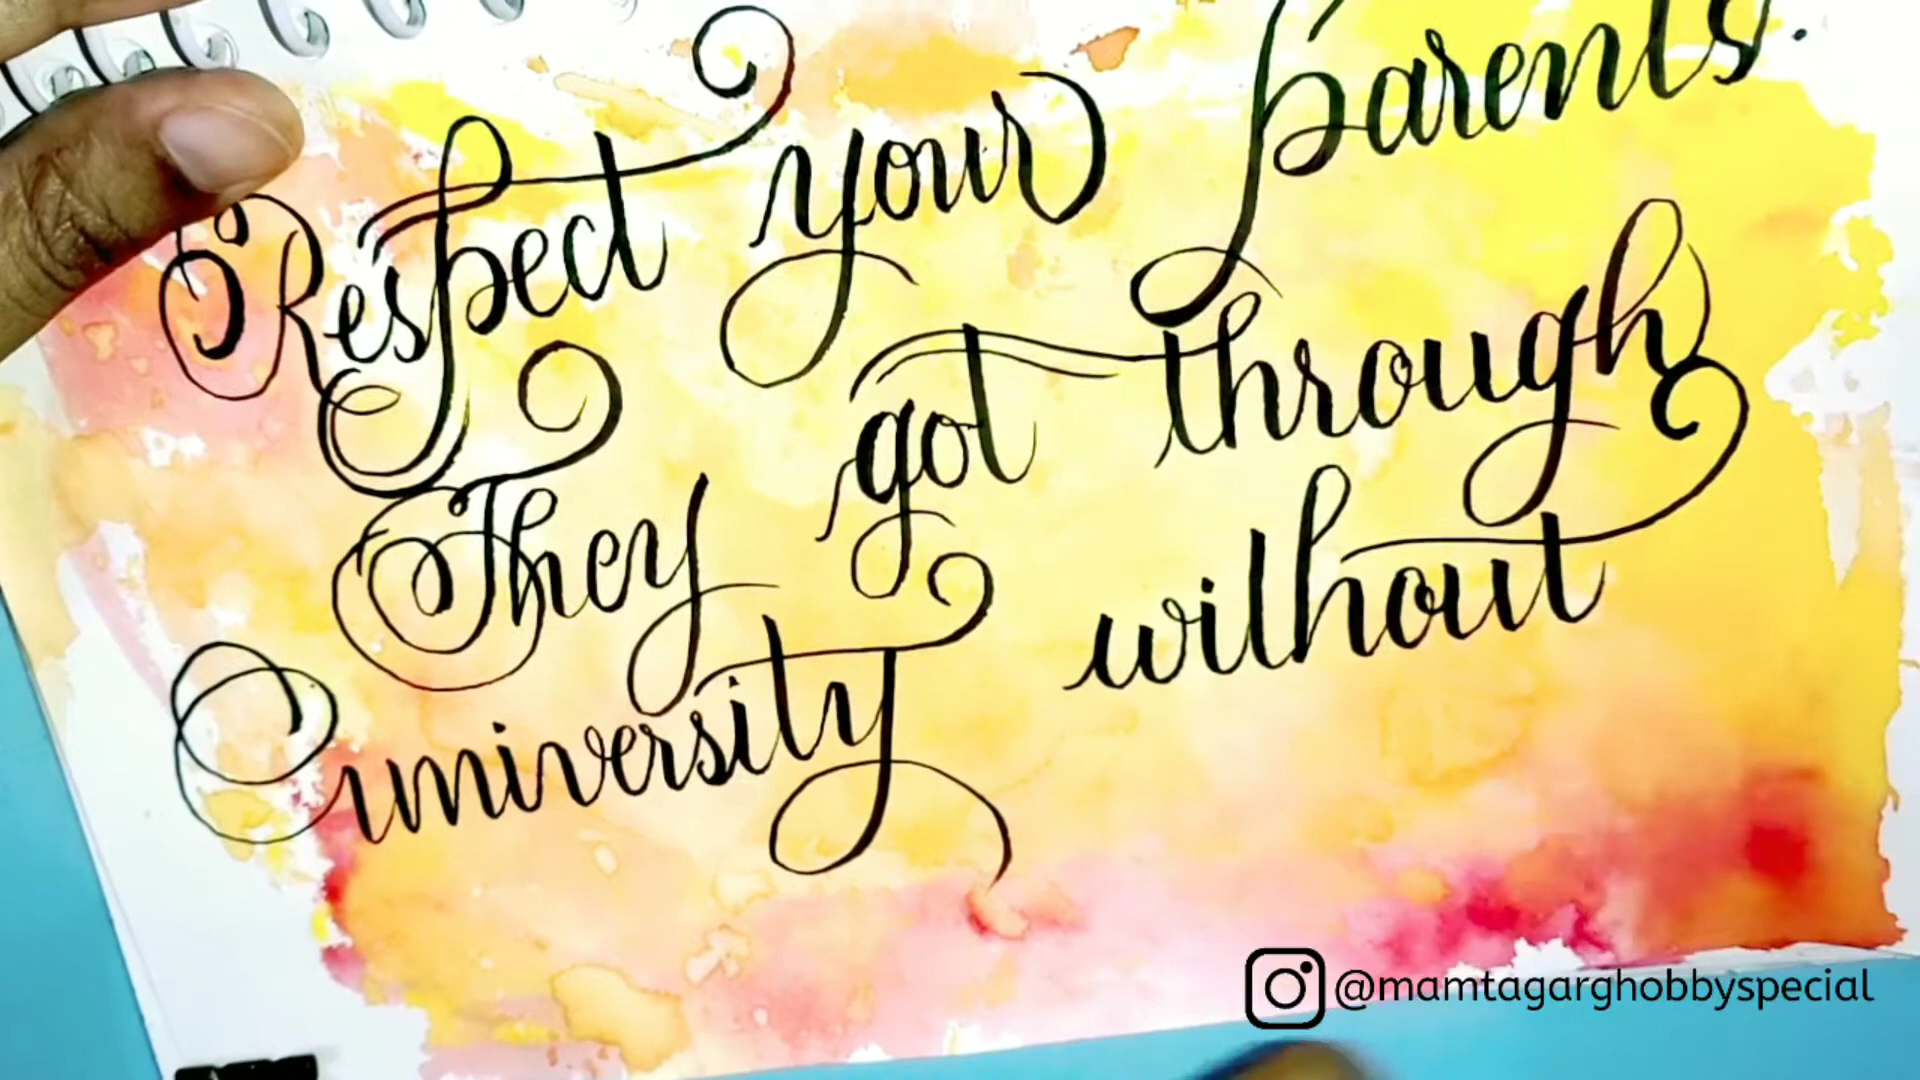 Respect your parents.
They got through
university without
@mamtagarghobbyspecial